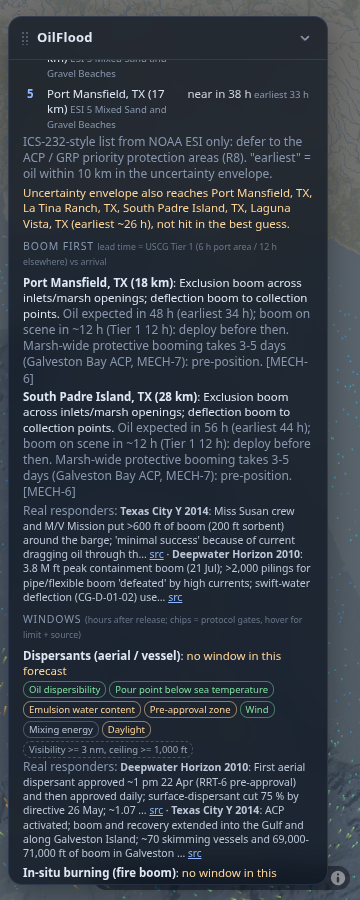 OilFlood
km) ESI 5 Mixed Sand and
Gravel Beaches
5 Port Mansfield, TX (17 near in 38 h earliest 33 h
km) ESI 5 Mixed Sand and
Gravel Beaches
ICS-232-style list from NOAA ESI only: defer to the
ACP / GRP priority protection areas (R8). "earliest" =
oil within 10 km in the uncertainty envelope.
Uncertainty envelope also reaches Port Mansfield, TX,
La Tina Ranch, TX, South Padre Island, TX, Laguna
Vista, TX (earliest ~26 h), not hit in the best guess.
BOOM FIRST lead time = USCG Tier 1 (6 h port area / 12 h
elsewhere) vs arrival
Port Mansfield, TX (18 km): Exclusion boom across
inlets/marsh openings; deflection boom to collection
points. Oil expected in 48 h (earliest 34 h); boom on
scene in ~12 h (Tier 1 12 h): deploy before then.
Marsh-wide protective booming takes 3-5 days
(Galveston Bay ACP, MECH-7): pre-position. [MECH-
6]
South Padre Island, TX (28 km): Exclusion boom
across inlets/marsh openings; deflection boom to
collection points. Oil expected in 56 h (earliest 44 h);
boom on scene in ~12 h (Tier 1 12 h): deploy before
then. Marsh-wide protective booming takes 3-5
days (Galveston Bay ACP, MECH-7): pre-position.
[MECH-6]
Real responders: Texas City Y 2014: Miss Susan crew
and M/V Mission put >600 ft of boom (200 ft sorbent)
around the barge; 'minimal success' because of current
dragging oil through th... src · Deepwater Horizon 2010:
3.8 M ft peak containment boom (21 Jul); >2,000 pilings for
pipe/flexible boom 'defeated' by high currents; swift-water
deflection (CG-D-01-02) use... src
WINDOWS (hours after release; chips = protocol gates, hover for
limit + source)
Dispersants (aerial / vessel): no window in this
forecast
Oil dispersibility Pour point below sea temperature
Emulsion water content Pre-approval zone Wind
Mixing energy Daylight
Visibility >= 3 nm, ceiling >= 1,000 ft
Real responders: Deepwater Horizon 2010: First aerial
dispersant approved ~1 pm 22 Apr (RRT-6 pre-approval)
and then approved daily; surface-dispersant cut 75 % by
directive 26 May; ~1.07 ... src · Texas City Y 2014: ACP
activated; boom and recovery extended into the Gulf and
along Galveston Island; ~70 skimming vessels and 69,000-
71,000 ft of boom in Galveston ... src
In-situ burning (fire boom): no window in this